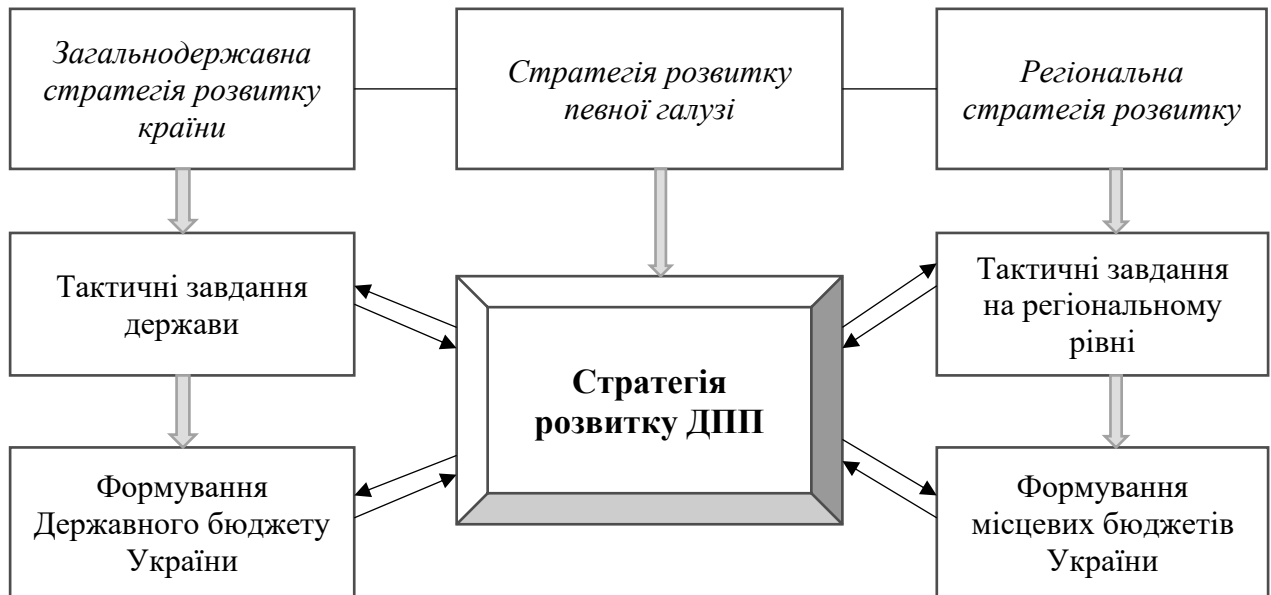 Загальнодержавна
стратегія розвитку
країни
Стратегія розвитку
певної галузі
Регіональна
стратегія розвитку
Тактичні завдання
держави
Стратегія
розвитку ДПП
Тактичні завдання
на регіональному
рівні
Формування
Державного бюджету
України
Формування
місцевих бюджетів
України